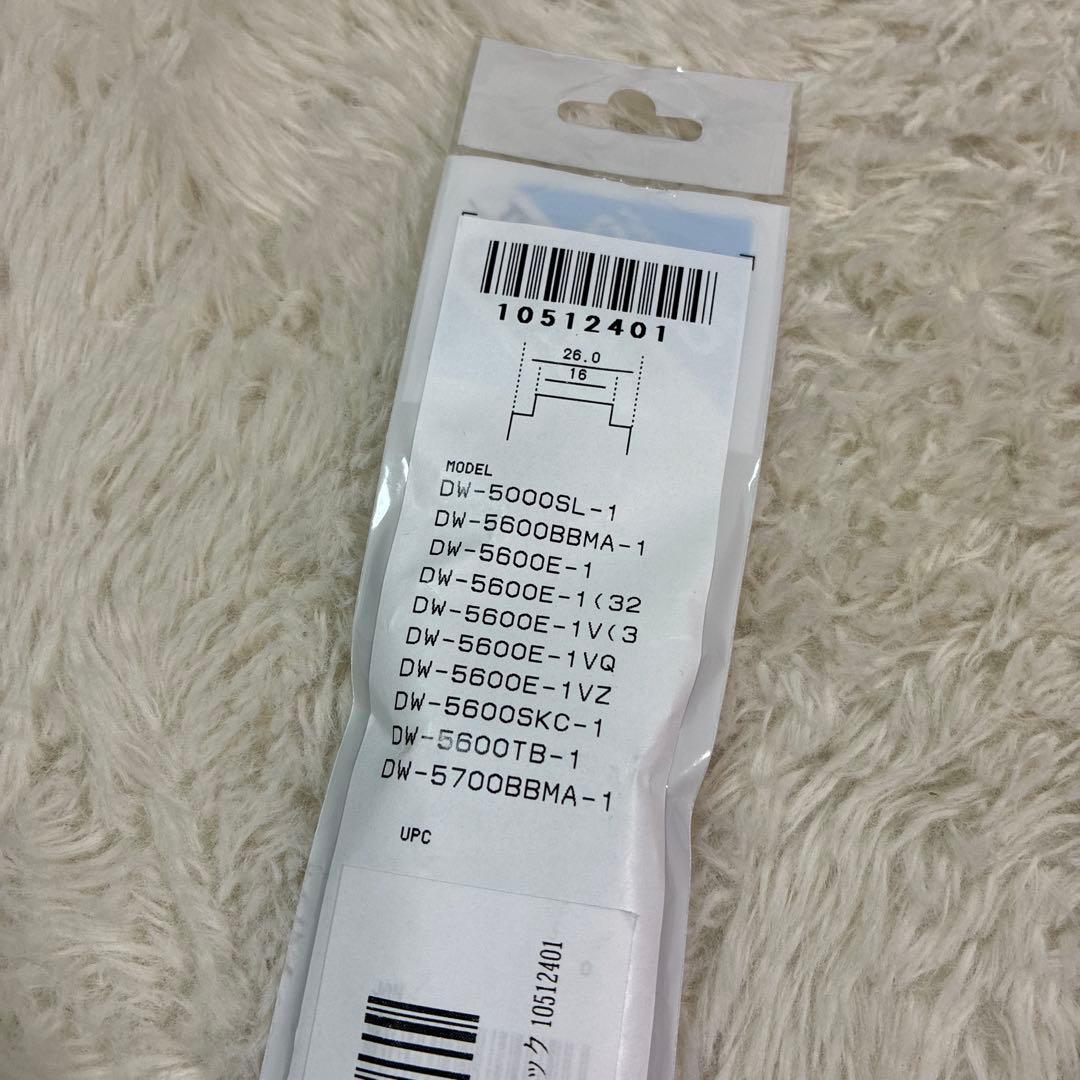 10512401
26.0
16
MODEL
DW-5000SL-1
DW-5600BBMA-1
DW-5600E-1
DW-5600E-1(32
DW-5600E-1V(3
DW-5600E-1VQ
DW-5600E-1VZ
DW-5600SKC-1
DW-5600TB-1
DW-5700BBMA-1
UPC
ック 10512401